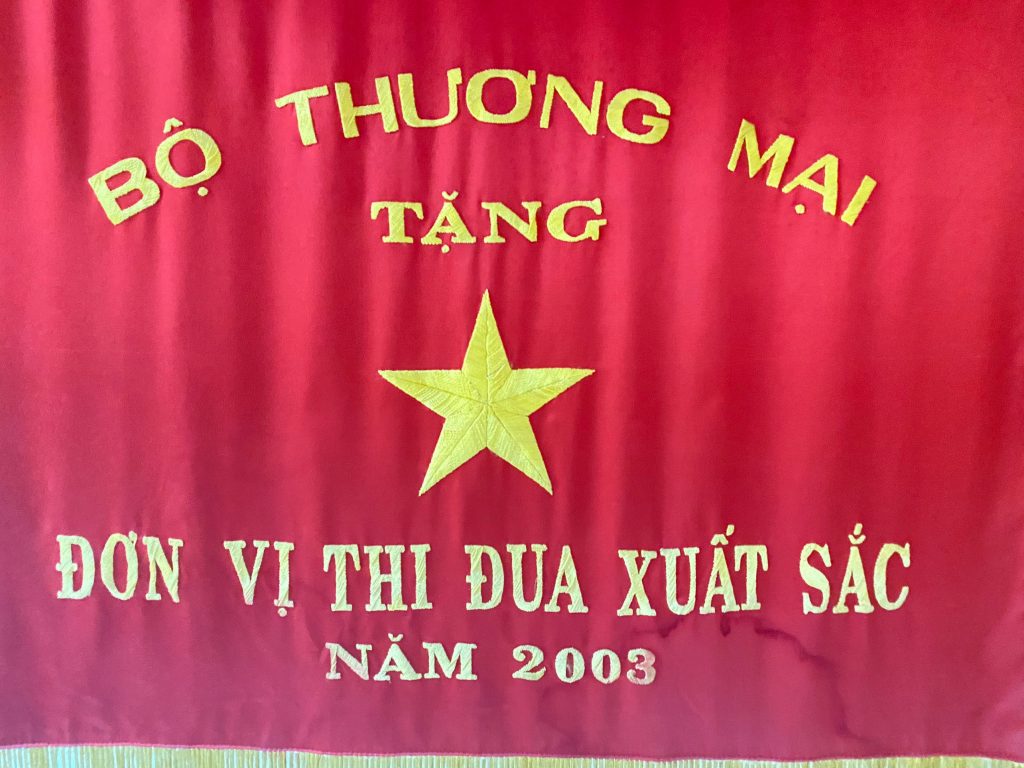 BỘ THƯƠNG MẠI
TẶNG
ĐƠN VỊ THI ĐUA XUẤT SẮC
NĂM 2003